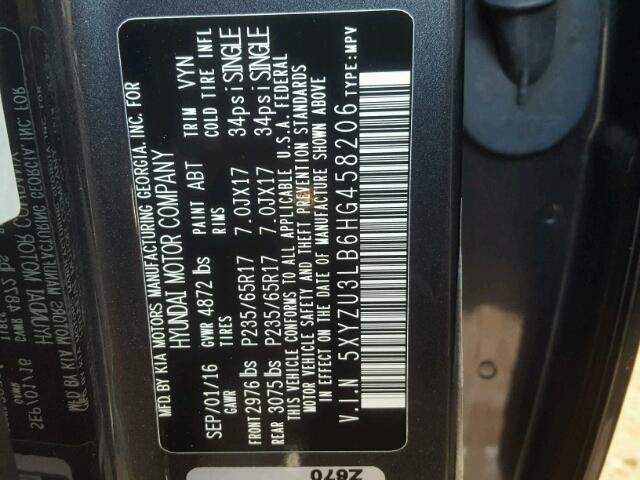 MFD.BY KIA MOTORS MANUFACTURING GEORGIA. INC. FOR
HYUNDAI MOTOR COMPANY
SEP/01/16 GVWR 4872 lbs PAINT ABT TRIM VYN
GAWR TIRES RIMS COLD TIRE INFL
FRONT 2976 lbs P235/65R17 7.0JX17 34psi SINGLE
REAR 3075 lbs P235/65R17 7.0JX17 34psi SINGLE
THIS VEHICLE CONFORMS TO ALL APPLICABLE U.S.A. FEDERAL
MOTOR VEHICLE SAFETY AND THEFT PREVENTION STANDARDS
IN EFFECT ON THE DATE OF MANUFACTURE SHOWN ABOVE
V.I.N 5XYZU3LB6HG458206 TYPE:MPV